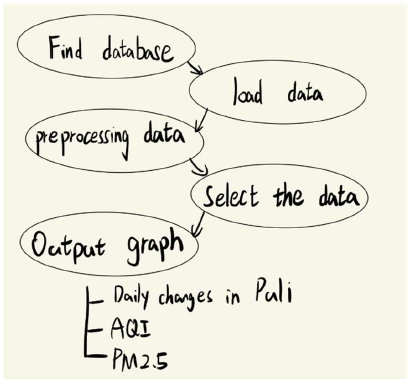 Find database
load data
preprocessing data
Select the data
Output graph
Daily changes in Puli
AQI
PM2.5